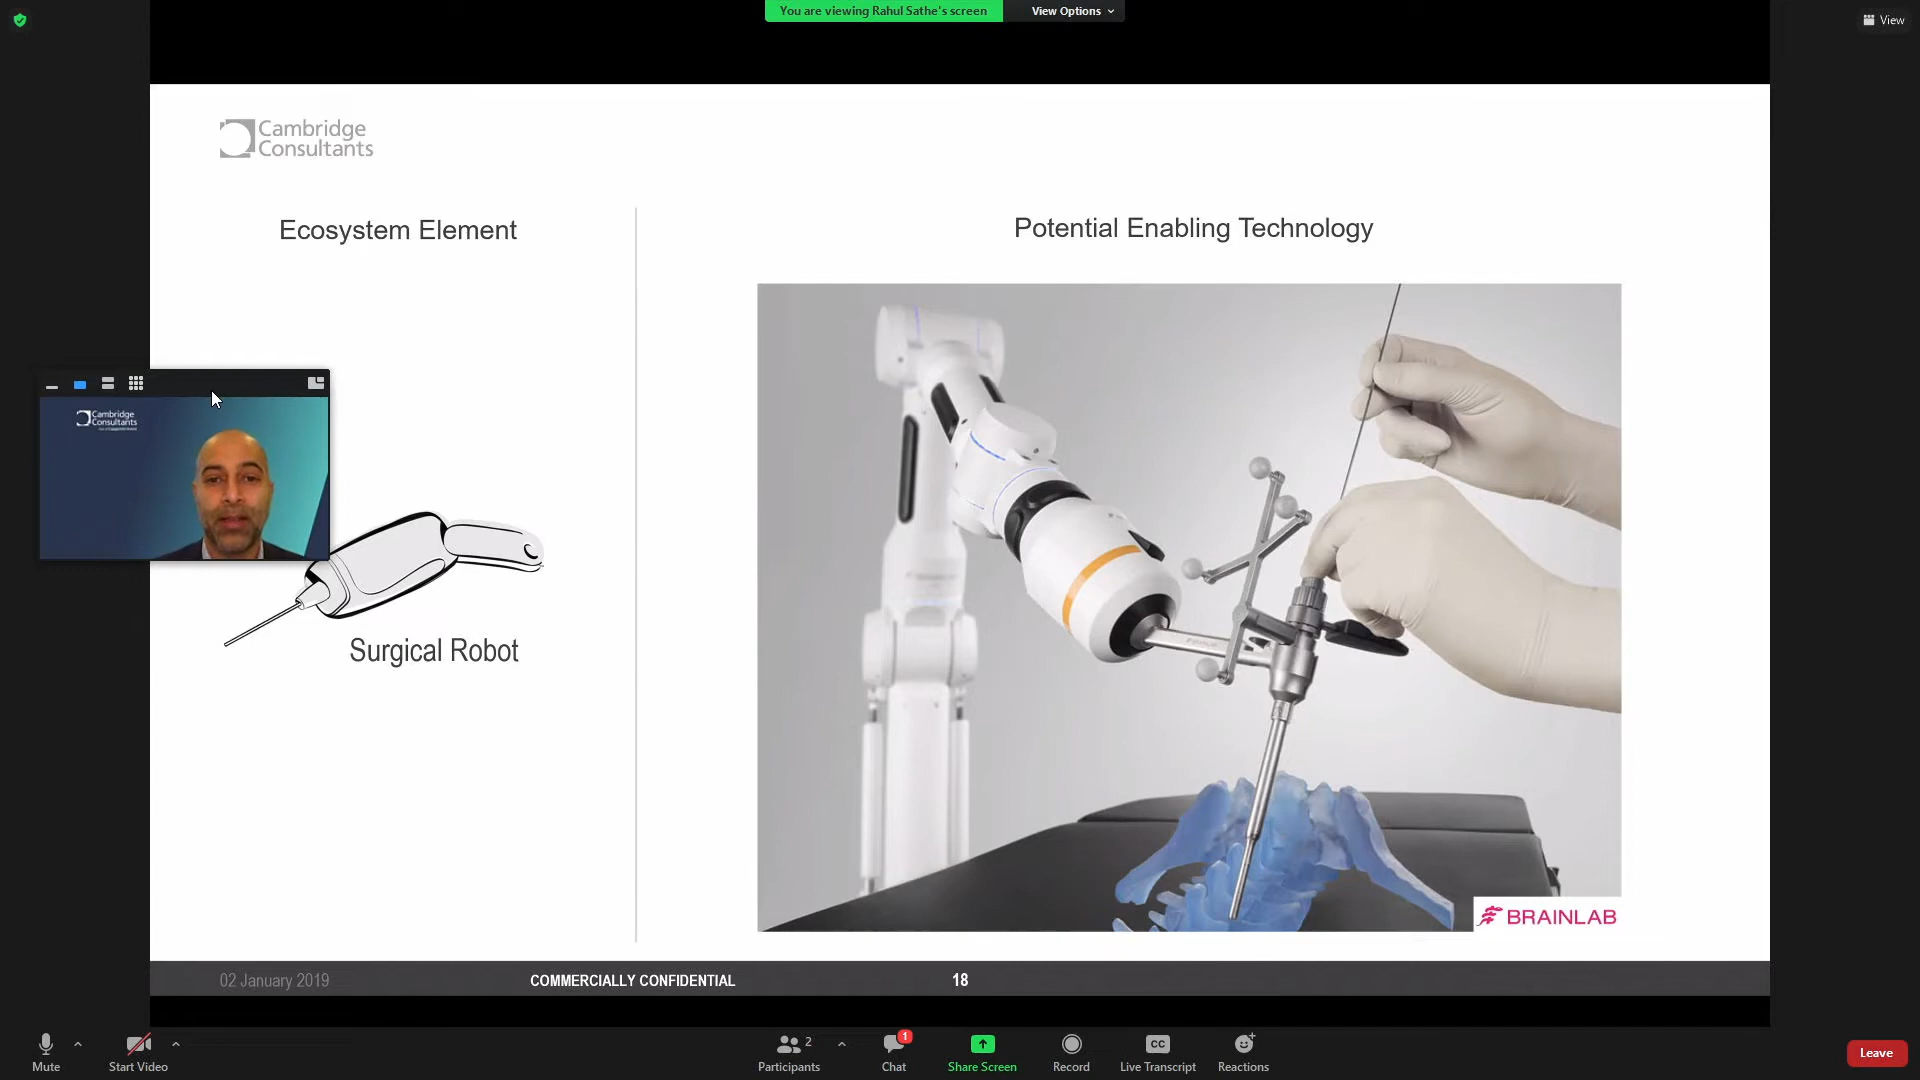 You are viewing Rahul Sathe's screen
View Options
View
Cambridge
Consultants
Ecosystem Element
Potential Enabling Technology
Cambridge
Consultants
Surgical Robot
BRAINLAB
02 January 2019
COMMERCIALLY CONFIDENTIAL
18
Mute
Start Video
2
Participants
1
Chat
Share Screen
Record
CC
Live Transcript
Reactions
Leave